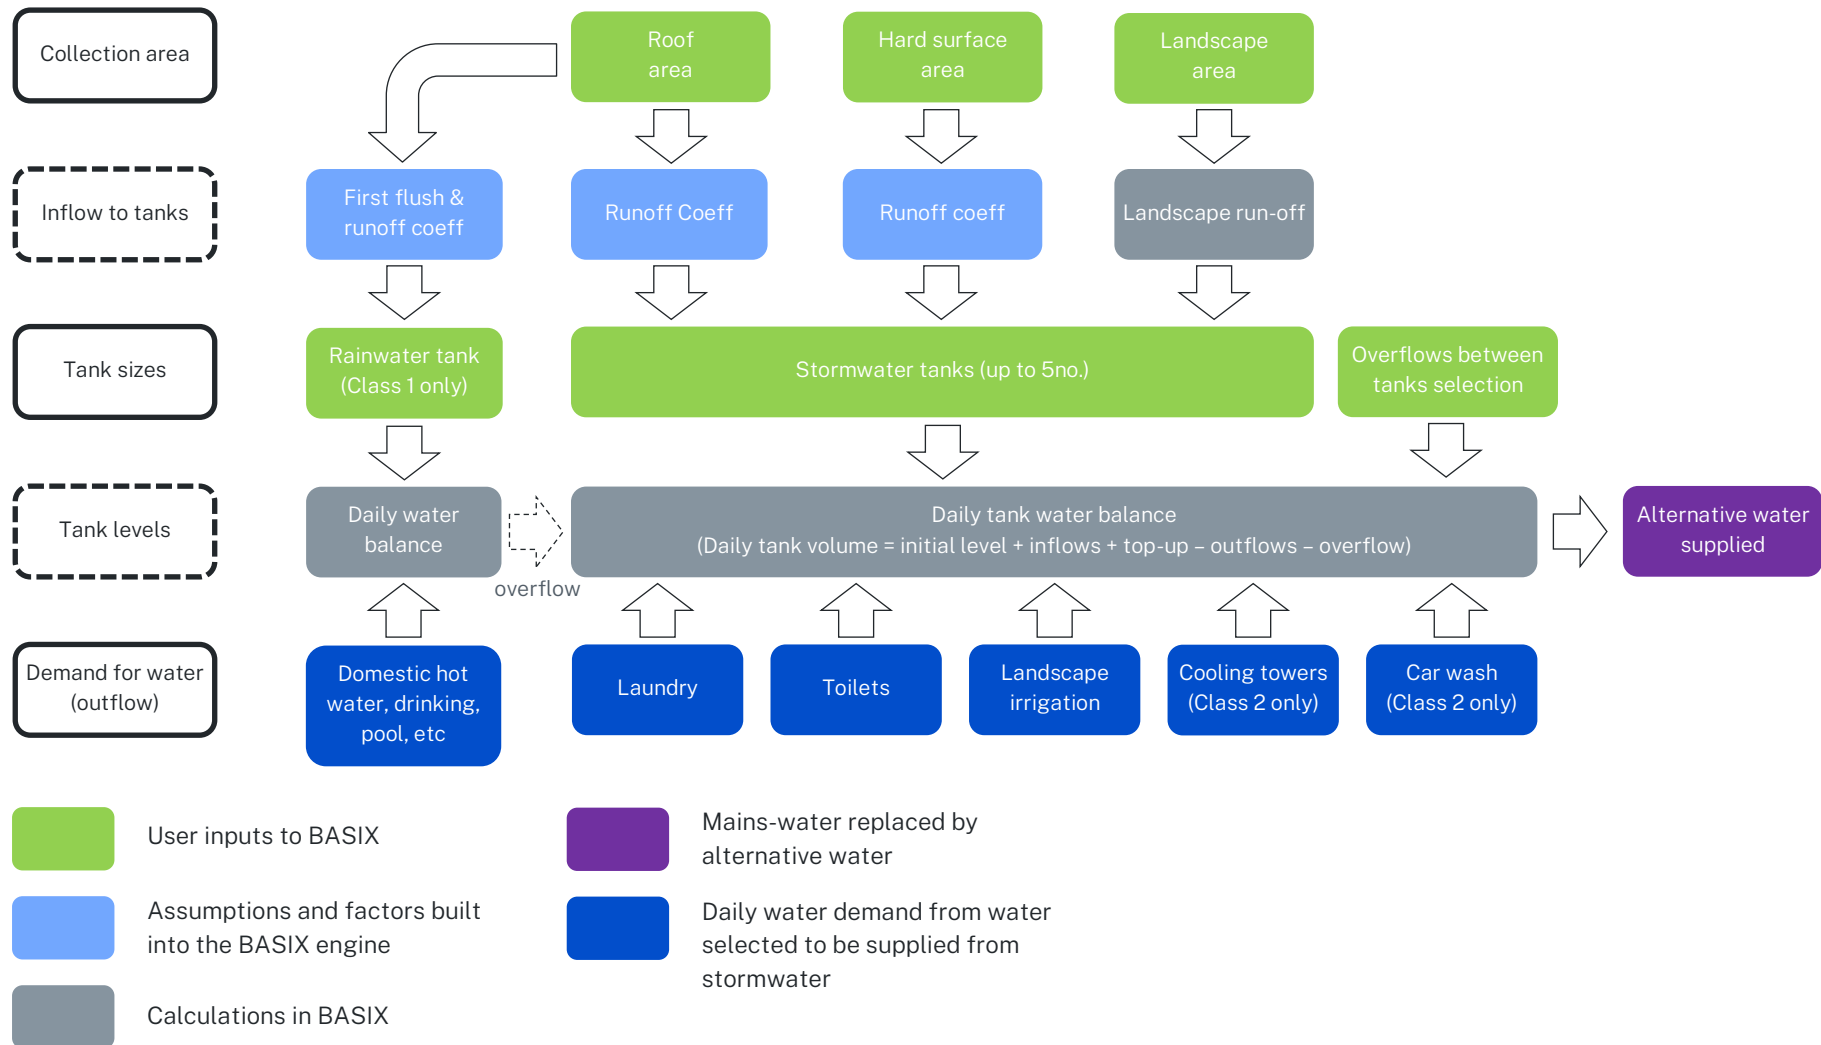 Collection area
Roof
area
Hard surface
area
Landscape
area
Inflow to tanks
First flush &
runoff coeff
Runoff Coeff
Runoff coeff
Landscape run-off
Tank sizes
Rainwater tank
(Class 1 only)
Stormwater tanks (up to 5no.)
Overflows between
tanks selection
Tank levels
Daily water
balance
overflow
Daily tank water balance
(Daily tank volume = initial level + inflows + top-up – outflows – overflow)
Alternative water
supplied
Demand for water
(outflow)
Domestic hot
water, drinking,
pool, etc
Laundry
Toilets
Landscape
irrigation
Cooling towers
(Class 2 only)
Car wash
(Class 2 only)
User inputs to BASIX
Assumptions and factors built
into the BASIX engine
Calculations in BASIX
Mains-water replaced by
alternative water
Daily water demand from water
selected to be supplied from
stormwater